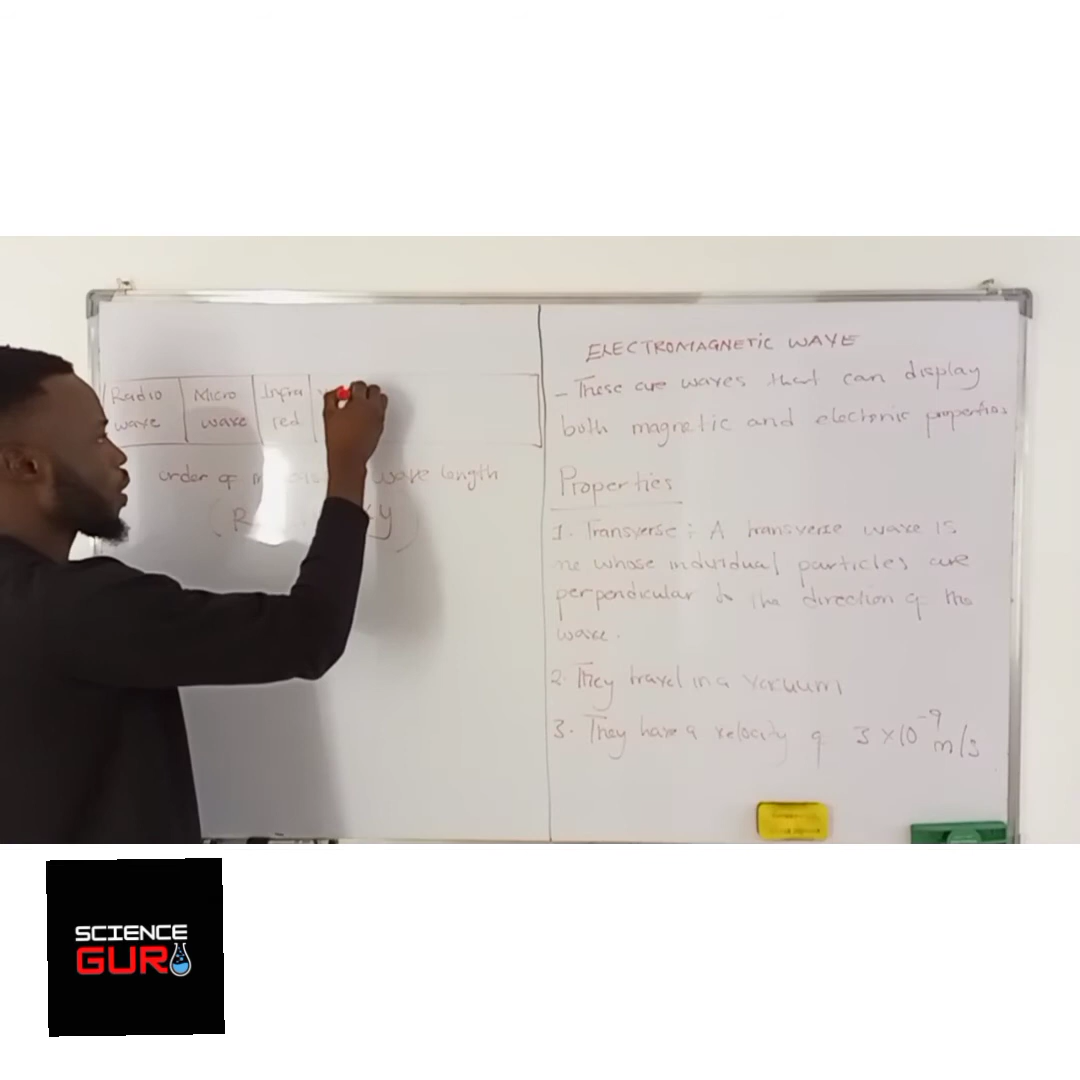 Radio Micro Infra
wave wave red
order of wave length
(R y)
ELECTROMAGNETIC WAVE
- These are waves that can display
both magnetic and electronic properties
Properties
1. Transverse : A transverse wave is
ne whose individual particles are
perpendicular to the direction of the
wave.
2. They travel in a vacuum
3. They have a velocity of 3 x 10⁻⁹ m/s
SCIENCE
GURU